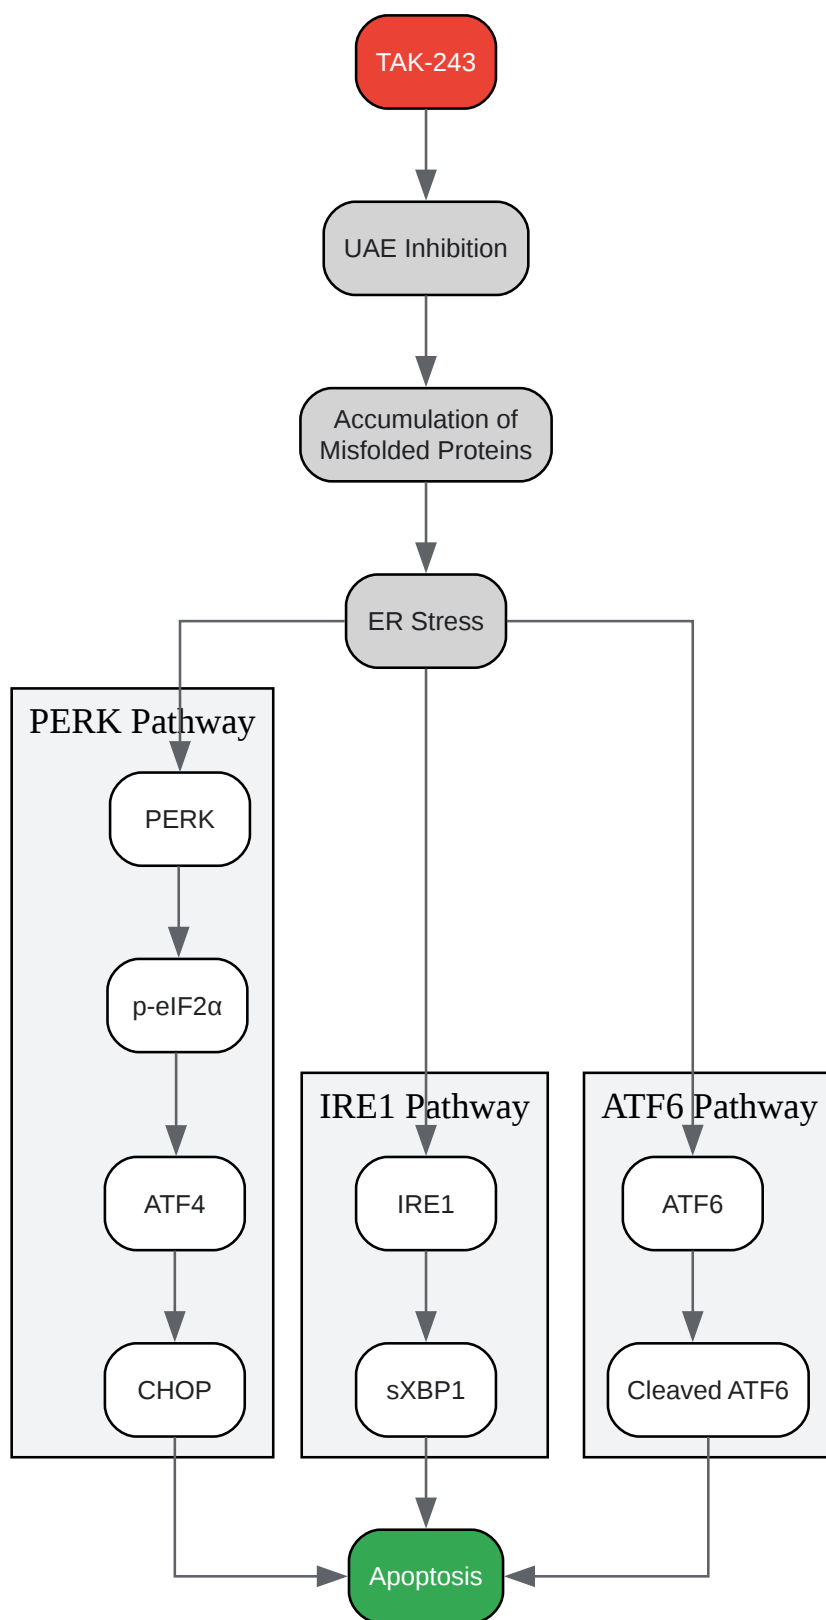 TAK-243
UAE Inhibition
Accumulation of
Misfolded Proteins
ER Stress
PERK Pathway
PERK
p-eIF2α
ATF4
CHOP
IRE1 Pathway
IRE1
sXBP1
ATF6 Pathway
ATF6
Cleaved ATF6
Apoptosis